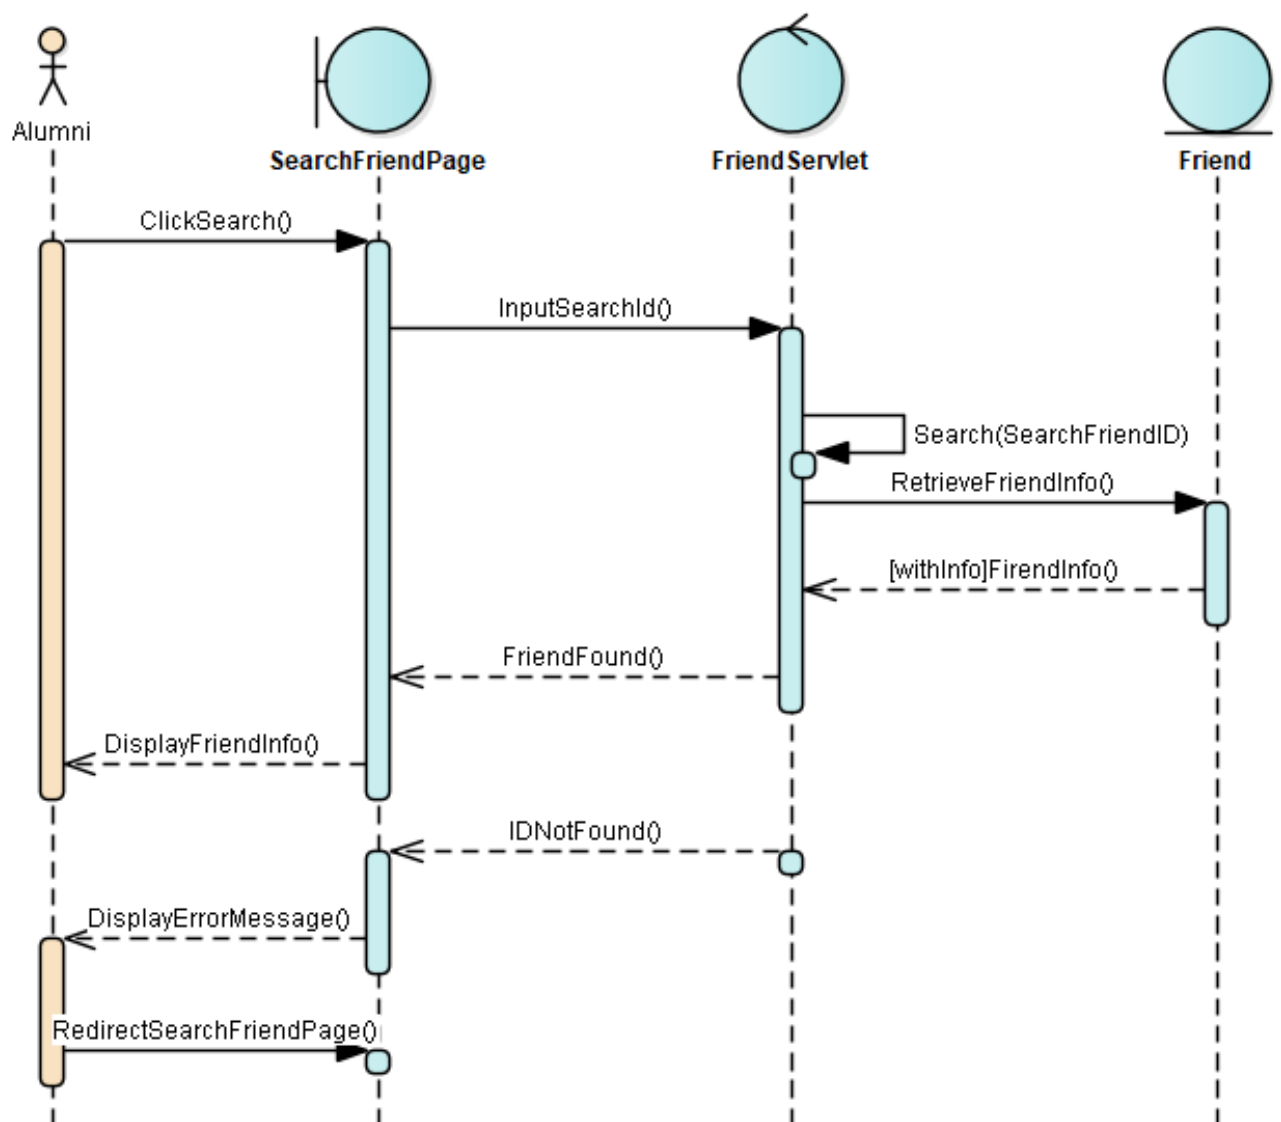 Alumni
SearchFriendPage
FriendServlet
Friend
ClickSearch()
InputSearchId()
Search(SearchFriendID)
RetrieveFriendInfo()
[withInfo]FirendInfo()
FriendFound()
DisplayFriendInfo()
IDNotFound()
DisplayErrorMessage()
RedirectSearchFriendPage()